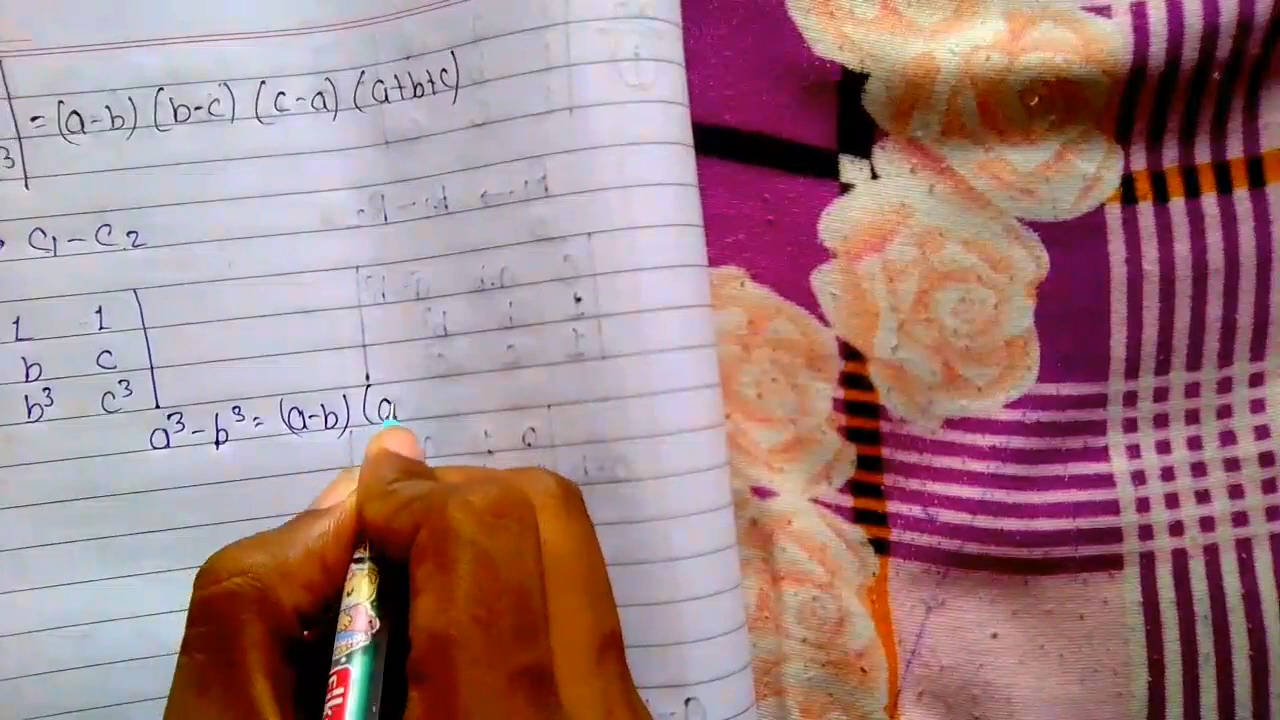 = (a-b) (b-c) (c-a) (a+b+c)
3
C1 - C2
1 1
b c
b³ c³
a³ - b³ = (a-b) (a